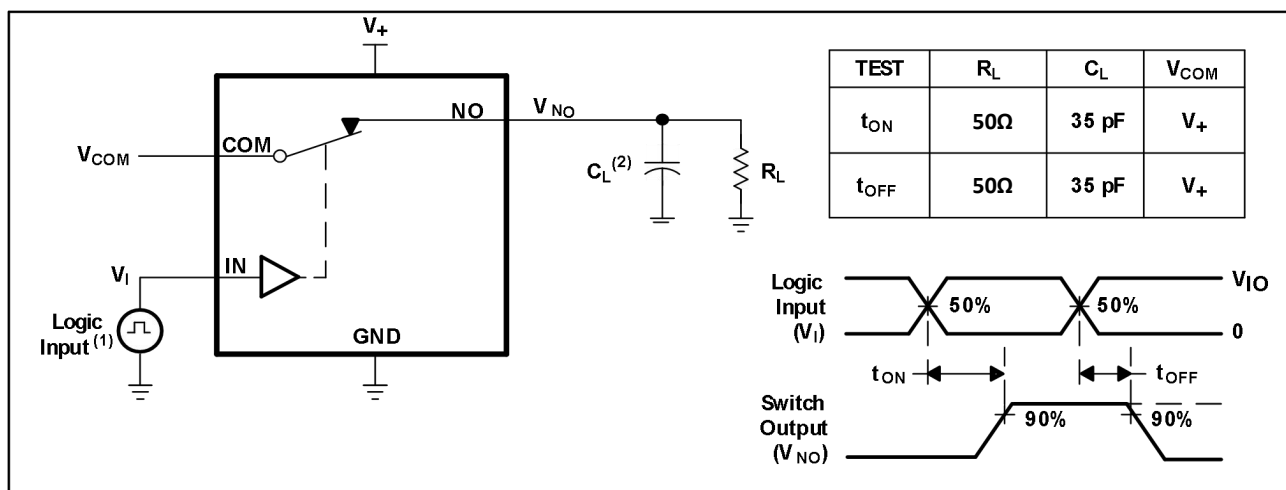 V+
NO
VNO
COM
VCOM
CL(2)
RL
VI
IN
Logic
Input(1)
GND
TEST RL CL VCOM
tON 50Ω 35 pF V+
tOFF 50Ω 35 pF V+
Logic
Input
(VI)
50%
50%
VIO
0
tON
tOFF
Switch
Output
(VNO)
90%
90%